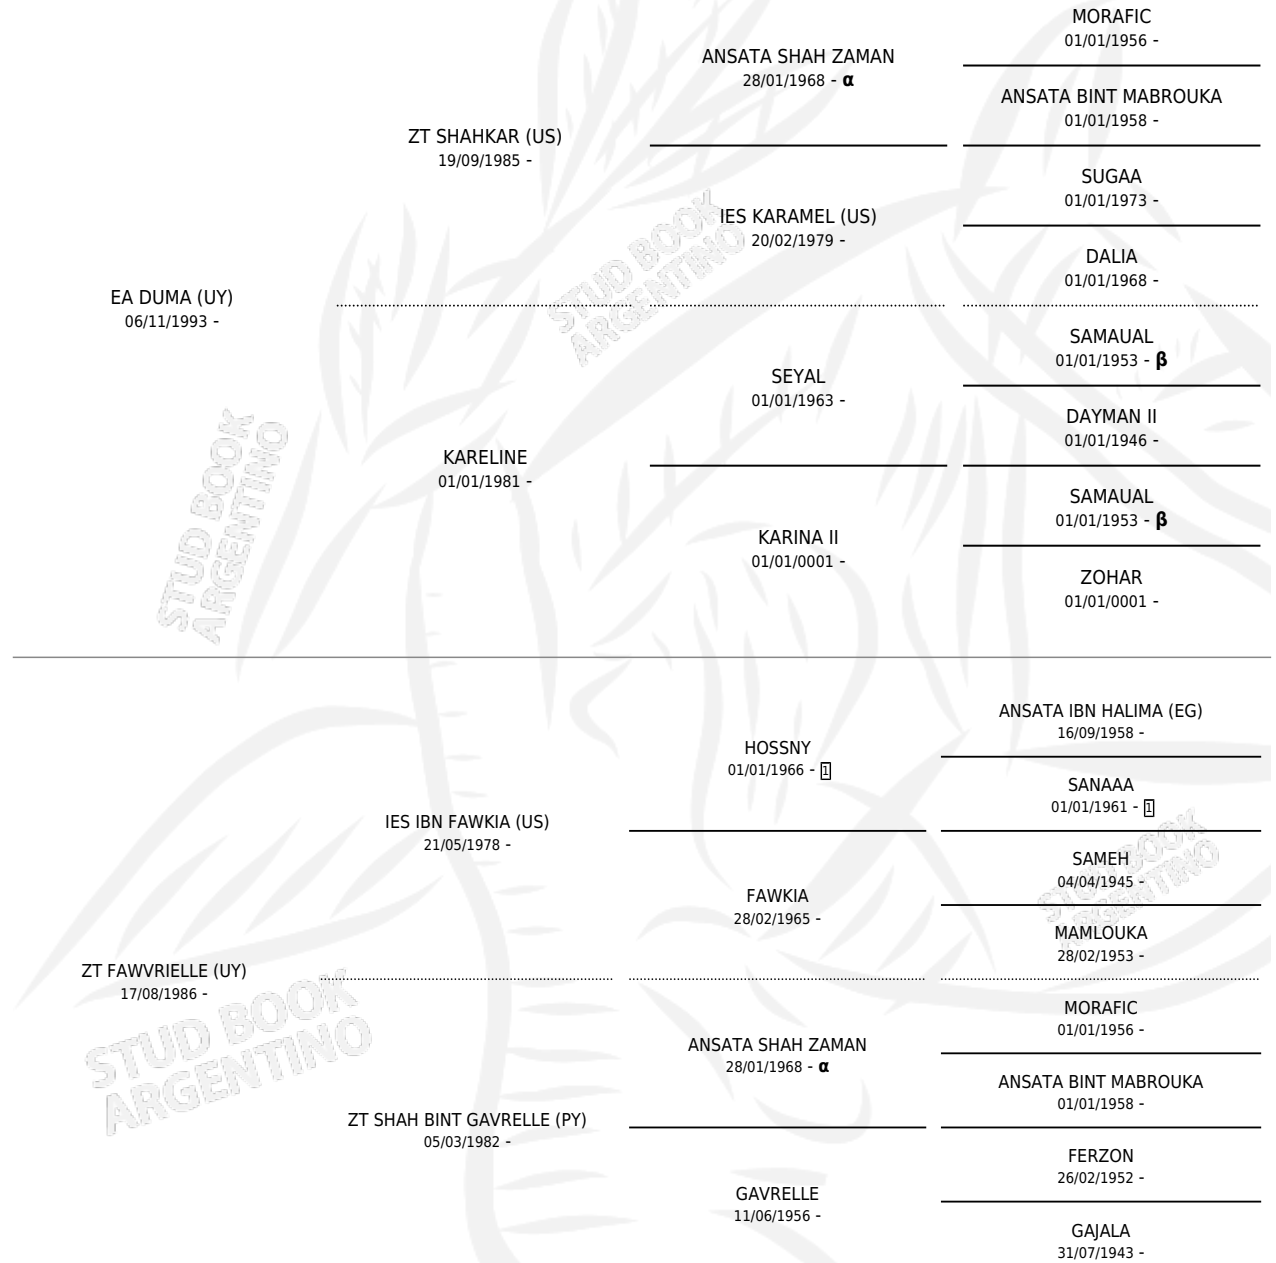 MORAFIC
01/01/1956 -
ANSATA SHAH ZAMAN
28/01/1968 - α
ANSATA BINT MABROUKA
01/01/1958 -
ZT SHAHKAR (US)
19/09/1985 -
SUGAA
01/01/1973 -
IES KARAMEL (US)
20/02/1979 -
DALIA
01/01/1968 -
EA DUMA (UY)
06/11/1993 -
SAMAUAL
01/01/1953 - β
SEYAL
01/01/1963 -
DAYMAN II
01/01/1946 -
KARELINE
01/01/1981 -
SAMAUAL
01/01/1953 - β
KARINA II
01/01/0001 -
ZOHAR
01/01/0001 -
STUD BOOK
ARGENTINO
STUD BOOK
ARGENTINO
ANSATA IBN HALIMA (EG)
16/09/1958 -
HOSSNY
01/01/1966 - 1
SANAAA
01/01/1961 - 1
IES IBN FAWKIA (US)
21/05/1978 -
SAMEH
04/04/1945 -
FAWKIA
28/02/1965 -
MAMLOUKA
28/02/1953 -
ZT FAWVRIELLE (UY)
17/08/1986 -
MORAFIC
01/01/1956 -
ANSATA SHAH ZAMAN
28/01/1968 - α
ANSATA BINT MABROUKA
01/01/1958 -
ZT SHAH BINT GAVRELLE (PY)
05/03/1982 -
FERZON
26/02/1952 -
GAVRELLE
11/06/1956 -
GAJALA
31/07/1943 -
STUD BOOK
ARGENTINO
STUD BOOK
ARGENTINO